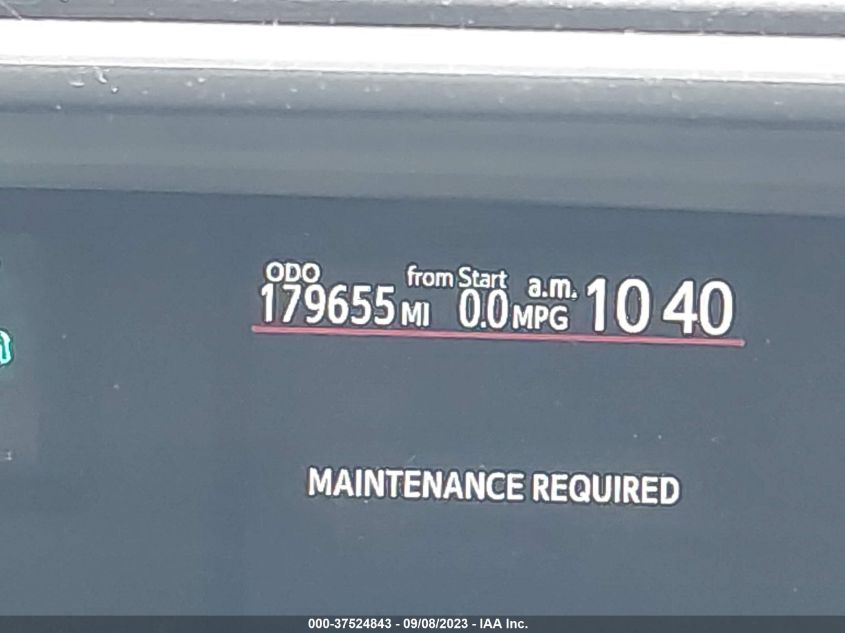 ODO from Start a.m. 10 40
179655 MI 0.0 MPG
MAINTENANCE REQUIRED
000-37524843 - 09/08/2023 - IAA Inc.